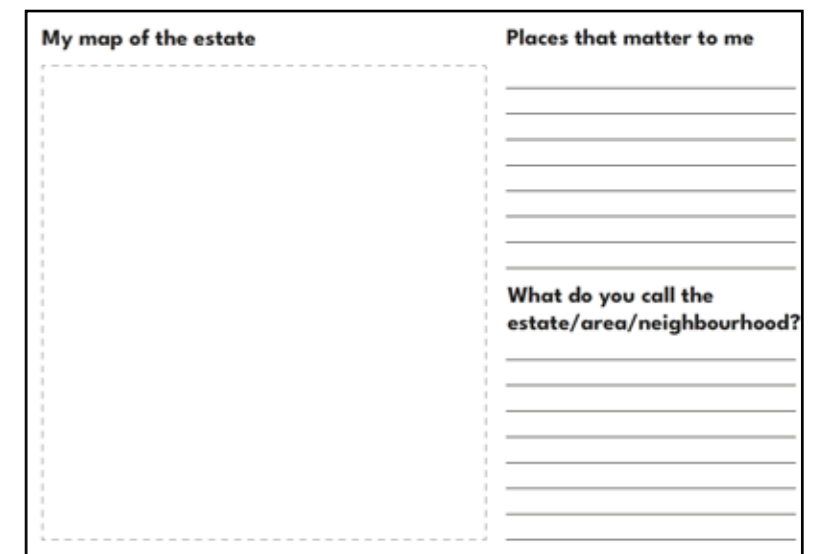 My map of the estate
Places that matter to me
What do you call the
estate/area/neighbourhood?